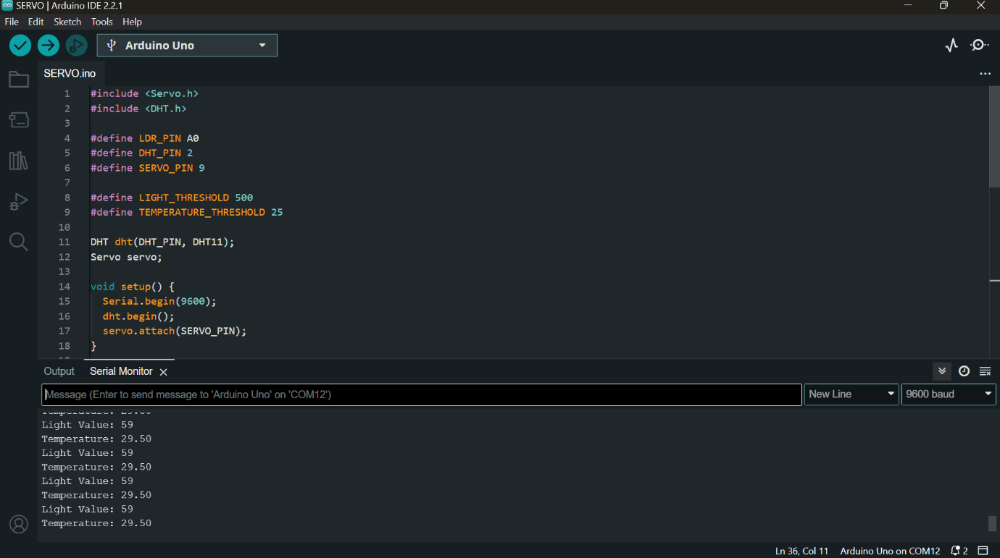 SERVO | Arduino IDE 2.2.1
File Edit Sketch Tools Help
Arduino Uno
SERVO.ino
1 #include <Servo.h>
2 #include <DHT.h>
3
4 #define LDR_PIN A0
5 #define DHT_PIN 2
6 #define SERVO_PIN 9
7
8 #define LIGHT_THRESHOLD 500
9 #define TEMPERATURE_THRESHOLD 25
10
11 DHT dht(DHT_PIN, DHT11);
12 Servo servo;
13
14 void setup() {
15 Serial.begin(9600);
16 dht.begin();
17 servo.attach(SERVO_PIN);
18 }
Output Serial Monitor
Message (Enter to send message to 'Arduino Uno' on 'COM12') New Line 9600 baud
Light Value: 59
Temperature: 29.50
Light Value: 59
Temperature: 29.50
Light Value: 59
Temperature: 29.50
Light Value: 59
Temperature: 29.50
Ln 36, Col 11 Arduino Uno on COM12 2